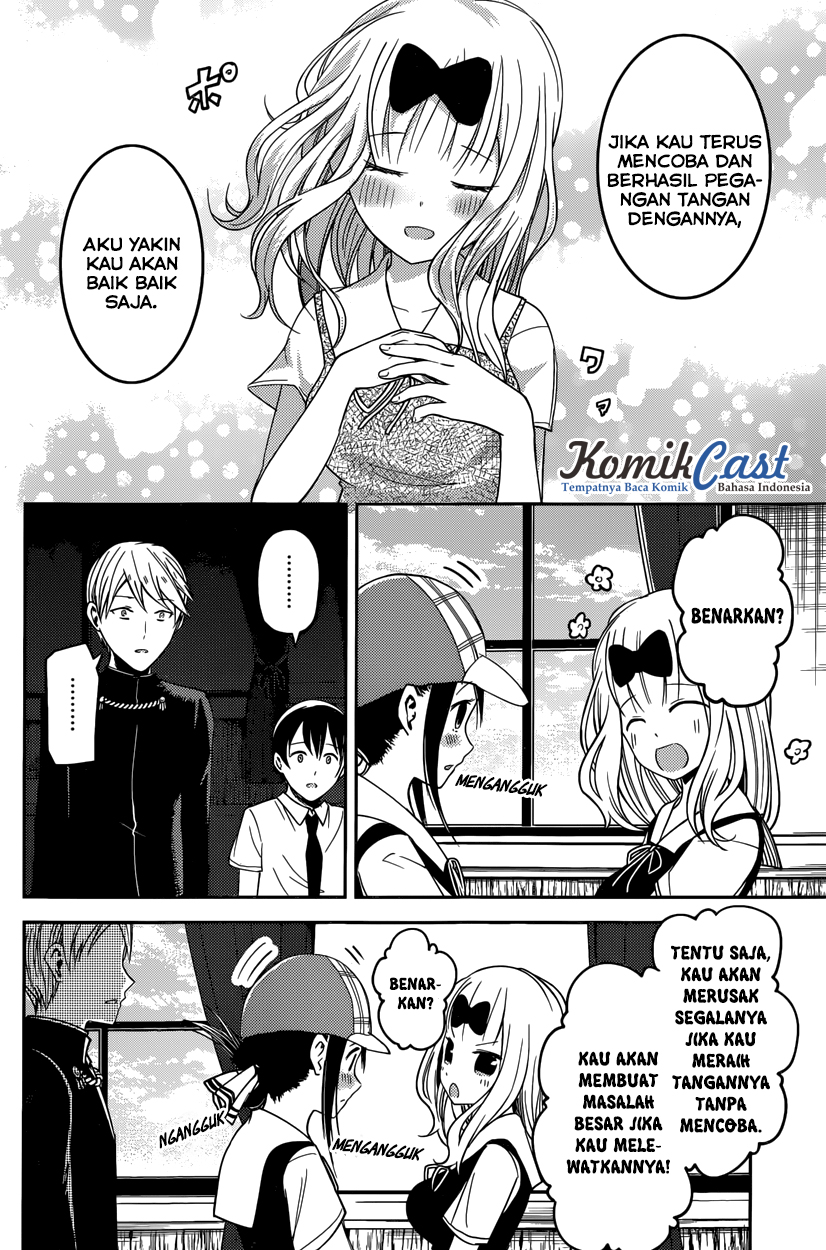 JIKA KAU TERUS
MENCOBA DAN
BERHASIL PEGA-
NGAN TANGAN
DENGANNYA,
ポ
AKU YAKIN
KAU AKAN
BAIK BAIK
SAJA.
ワァ
KomikCast
Tempatnya Baca Komik Bahasa Indonesia
BENARKAN?
MENGANGGUK
.........
.........
TENTU SAJA,
KAU AKAN
MERUSAK
SEGALANYA
JIKA KAU
MERAIH
TANGANNYA
TANPA
MENCOBA.
KAU AKAN
MEMBUAT
MASALAH
BESAR JIKA
KAU MELE-
WATKANNYA!
BENAR-
KAN?
MENGANGGUK
NGANGGUK